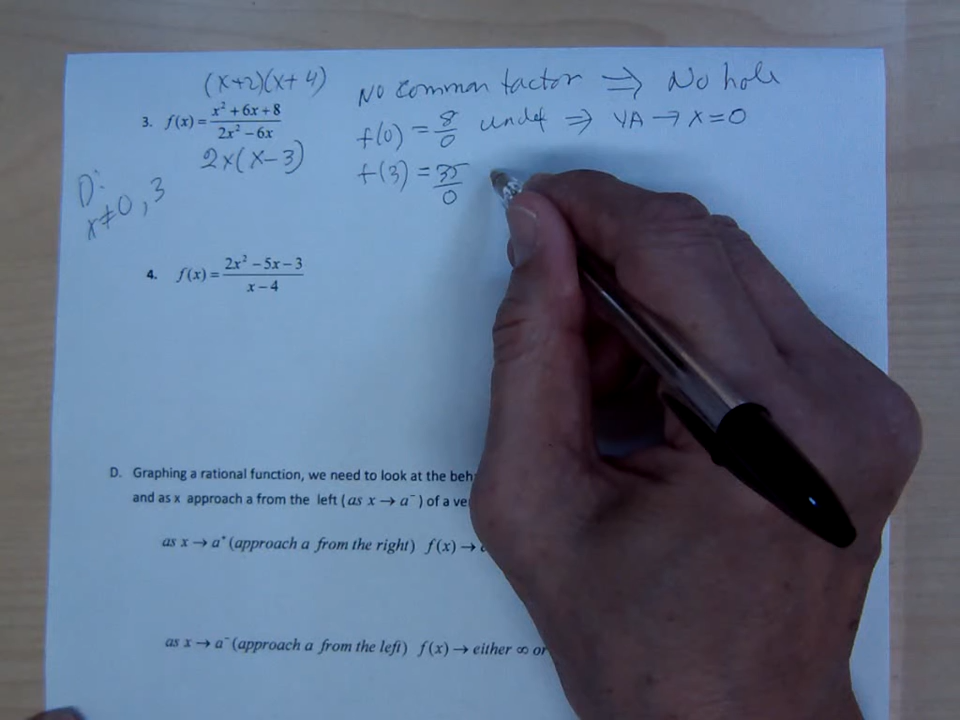 (x+2)(x+4)
No common factor ⇒ No hole
3. f(x) = (x² + 6x + 8)/(2x² − 6x)
2x(x−3)
f(0) = 8/0 undef ⇒ VA → x=0
f(3) = 35/0
D:
x≠0,3
4. f(x) = (2x² − 5x − 3)/(x − 4)
D. Graphing a rational function, we need to look at the beh
and as x approach a from the left (as x → a⁻) of a ve
as x → a⁺ (approach a from the right) f(x) →
as x → a⁻ (approach a from the left) f(x) → either ∞ or